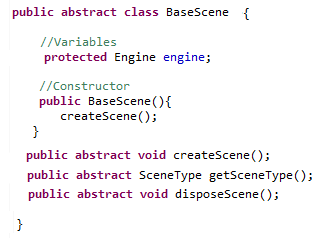 public abstract class BaseScene {
//Variables
protected Engine engine;
//Constructor
public BaseScene(){
createScene();
}
public abstract void createScene();
public abstract SceneType getSceneType();
public abstract void disposeScene();
}